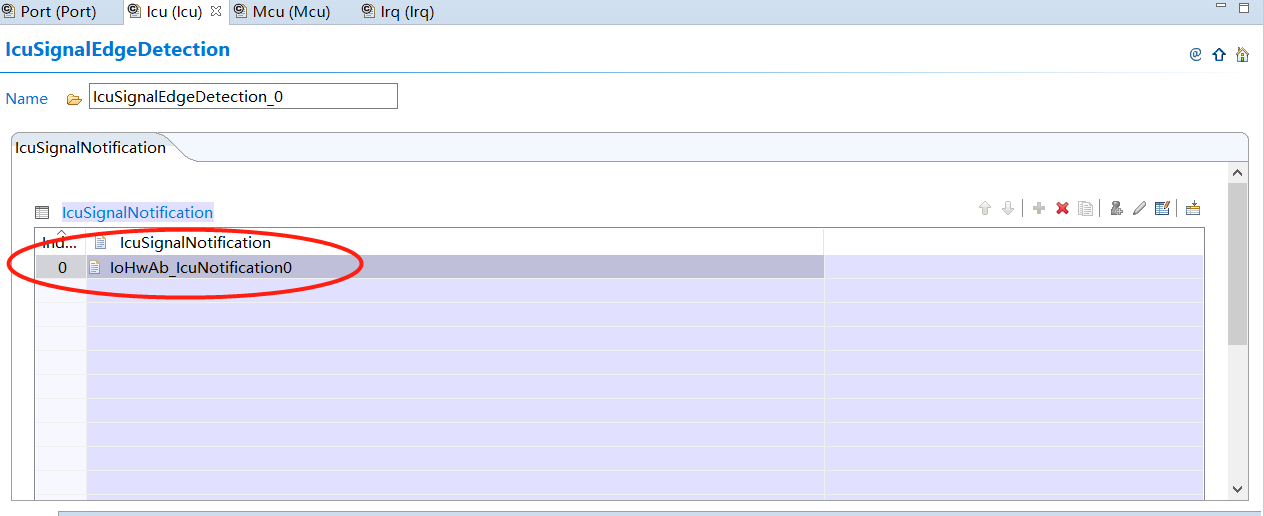 Port (Port) Icu (Icu) Mcu (Mcu) Irq (Irq)
IcuSignalEdgeDetection
@
Name IcuSignalEdgeDetection_0
IcuSignalNotification
IcuSignalNotification
Ind... IcuSignalNotification
0 IoHwAb_IcuNotification0